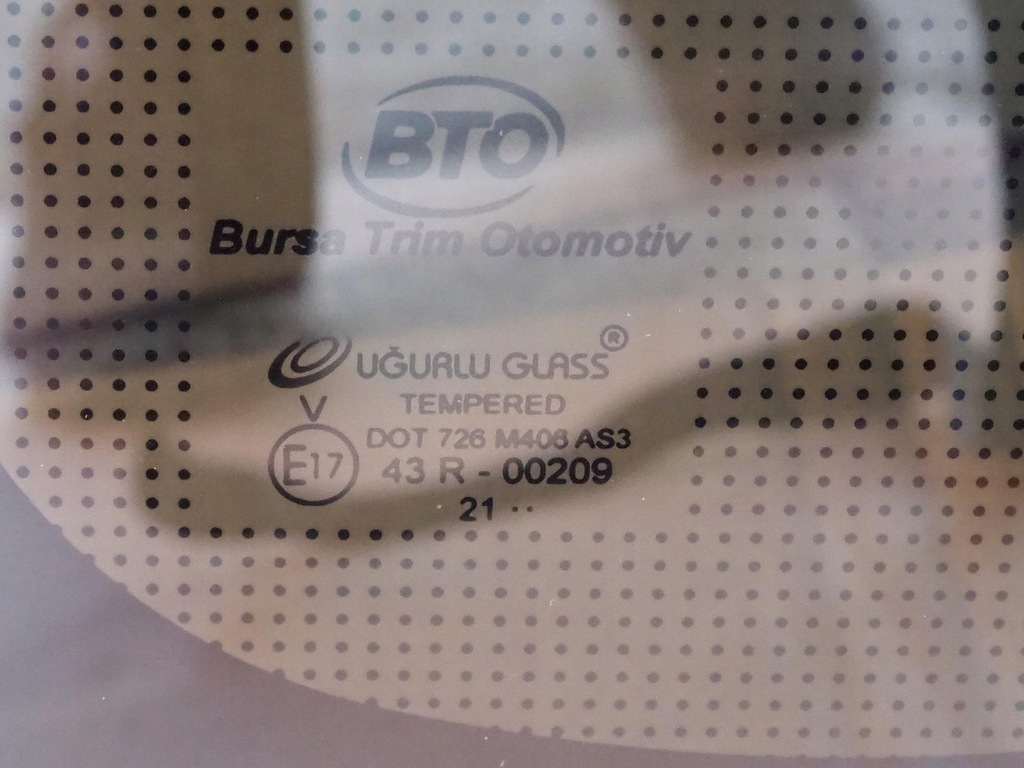 BTO
Bursa Trim Otomotiv
UĞURLU GLASS®
TEMPERED
V
DOT 726 M408 AS3
E17
43 R - 00209
21 ..